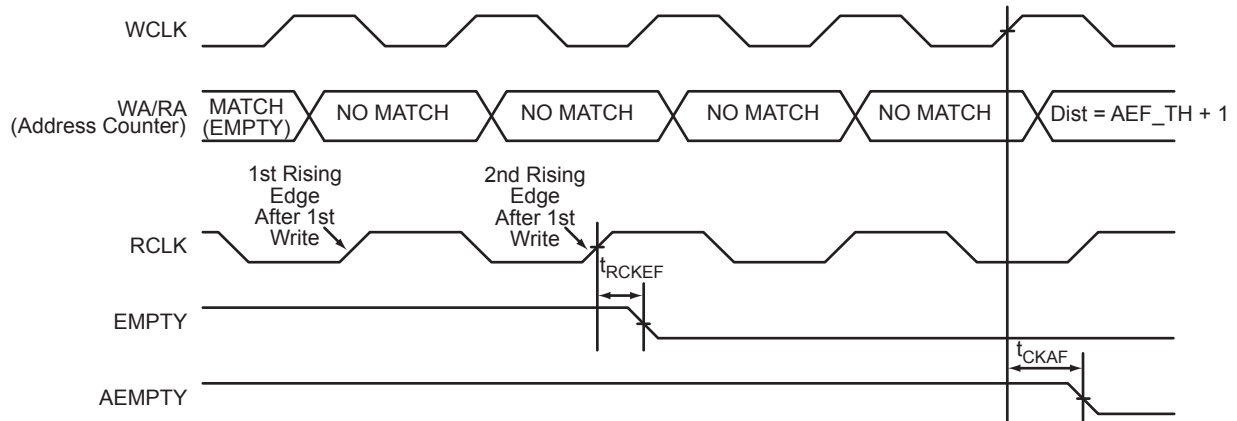 WCLK
WA/RA
(Address Counter)
MATCH
(EMPTY)
NO MATCH
NO MATCH
NO MATCH
NO MATCH
Dist = AEF_TH + 1
1st Rising
Edge
After 1st
Write
2nd Rising
Edge
After 1st
Write
RCLK
tRCKEF
EMPTY
tCKAF
AEMPTY